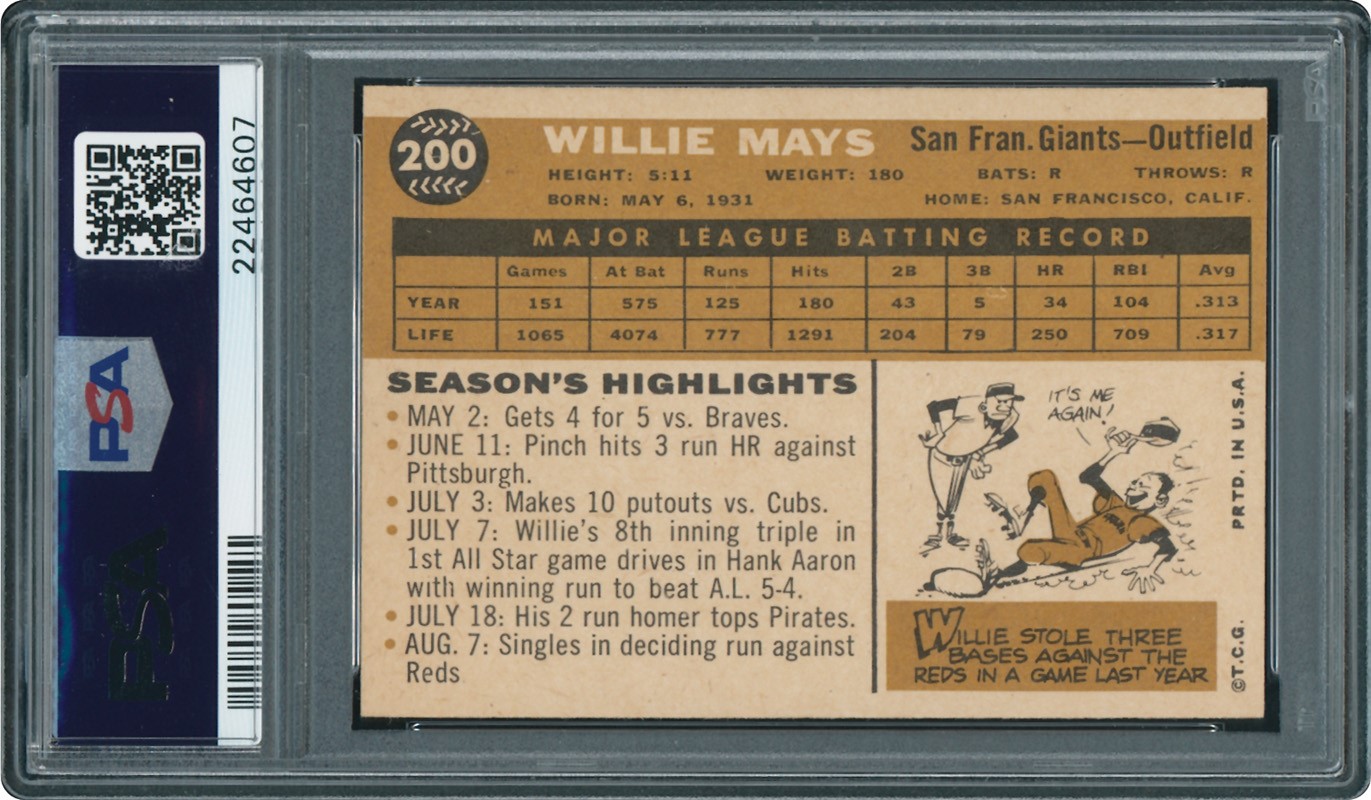 22464607
PSA
PSA
PSA
200
WILLIE MAYS San Fran. Giants—Outfield
HEIGHT: 5:11 WEIGHT: 180 BATS: R THROWS: R
BORN: MAY 6, 1931 HOME: SAN FRANCISCO, CALIF.
MAJOR LEAGUE BATTING RECORD
Games At Bat Runs Hits 2B 3B HR RBI Avg
YEAR 151 575 125 180 43 5 34 104 .313
LIFE 1065 4074 777 1291 204 79 250 709 .317
SEASON'S HIGHLIGHTS
• MAY 2: Gets 4 for 5 vs. Braves.
• JUNE 11: Pinch hits 3 run HR against
Pittsburgh.
• JULY 3: Makes 10 putouts vs. Cubs.
• JULY 7: Willie's 8th inning triple in
1st All Star game drives in Hank Aaron
with winning run to beat A.L. 5-4.
• JULY 18: His 2 run homer tops Pirates.
• AUG. 7: Singles in deciding run against
Reds
IT'S ME
AGAIN!
WILLIE STOLE THREE
BASES AGAINST THE
REDS IN A GAME LAST YEAR
©T.C.G. PRTD. IN U.S.A.